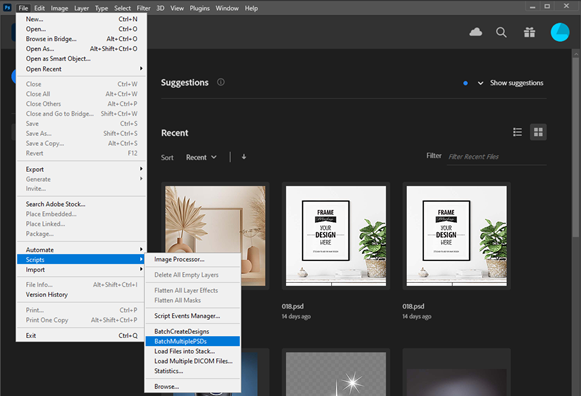 Ps File Edit Image Layer Type Select Filter 3D View Plugins Window Help
New... Ctrl+N
Open... Ctrl+O
Browse in Bridge... Alt+Ctrl+O
Open As... Alt+Shift+Ctrl+O
Open as Smart Object...
Open Recent
Close Ctrl+W
Close All Alt+Ctrl+W
Close Others Alt+Ctrl+P
Close and Go to Bridge... Shift+Ctrl+W
Save Ctrl+S
Save As... Shift+Ctrl+S
Save a Copy... Alt+Ctrl+S
Revert F12
Export
Generate
Invite...
Search Adobe Stock...
Place Embedded...
Place Linked...
Package...
Automate
Scripts
Import
File Info... Alt+Shift+Ctrl+I
Version History
Print... Ctrl+P
Print One Copy Alt+Shift+Ctrl+P
Exit Ctrl+Q
Image Processor...
Delete All Empty Layers
Flatten All Layer Effects
Flatten All Masks
Script Events Manager...
BatchCreateDesigns
BatchMultiplePSDs
Load Files into Stack...
Load Multiple DICOM Files...
Statistics...
Browse...
Suggestions
Show suggestions
Recent
Sort Recent
Filter Filter Recent Files
FRAME
YOUR
DESIGN
HERE
018.psd
14 days ago
FRAME
YOUR
DESIGN
HERE
018.psd
14 days ago